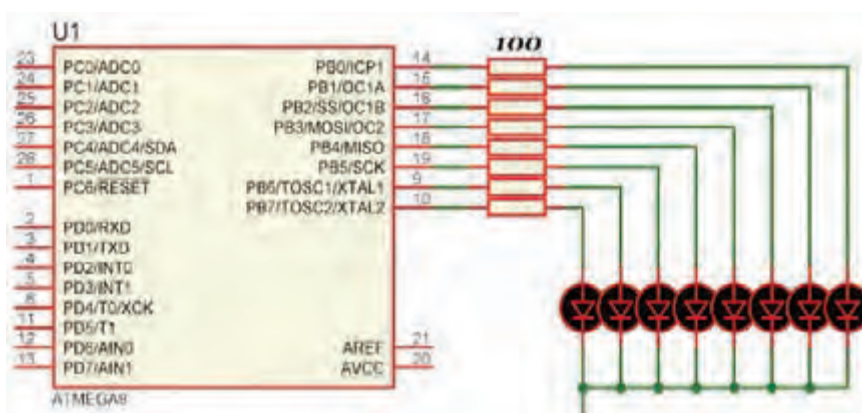 U1
100
23 PC0/ADC0 PB0/ICP1 14
24 PC1/ADC1 PB1/OC1A 15
25 PC2/ADC2 PB2/SS/OC1B 16
26 PC3/ADC3 PB3/MOSI/OC2 17
27 PC4/ADC4/SDA PB4/MISO 18
28 PC5/ADC5/SCL PB5/SCK 19
1 PC6/RESET PB6/TOSC1/XTAL1 9
PB7/TOSC2/XTAL2 10
2 PD0/RXD
3 PD1/TXD
4 PD2/INT0
5 PD3/INT1
6 PD4/T0/XCK
11 PD5/T1
12 PD6/AIN0 AREF 21
13 PD7/AIN1 AVCC 20
ATMEGA8